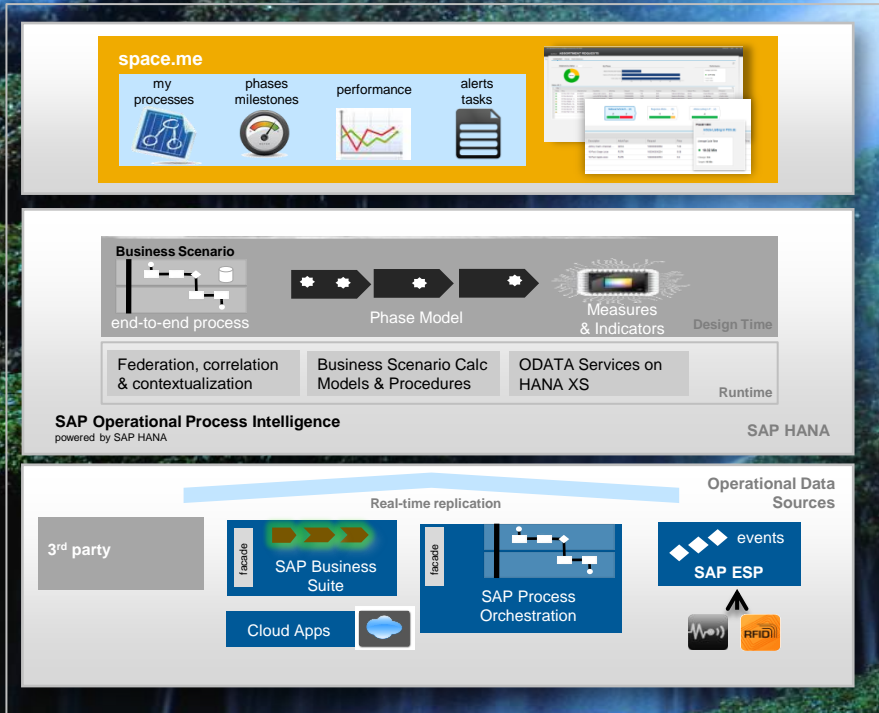 space.me
my
processes
phases
milestones
performance
alerts
tasks
Business Scenario
end-to-end process
Phase Model
Measures
& Indicators
Design Time
Federation, correlation
& contextualization
Business Scenario Calc
Models & Procedures
ODATA Services on
HANA XS
Runtime
SAP Operational Process Intelligence
powered by SAP HANA
SAP HANA
Operational Data
Sources
Real-time replication
3rd party
facade
SAP Business
Suite
Cloud Apps
facade
SAP Process
Orchestration
events
SAP ESP
RFID